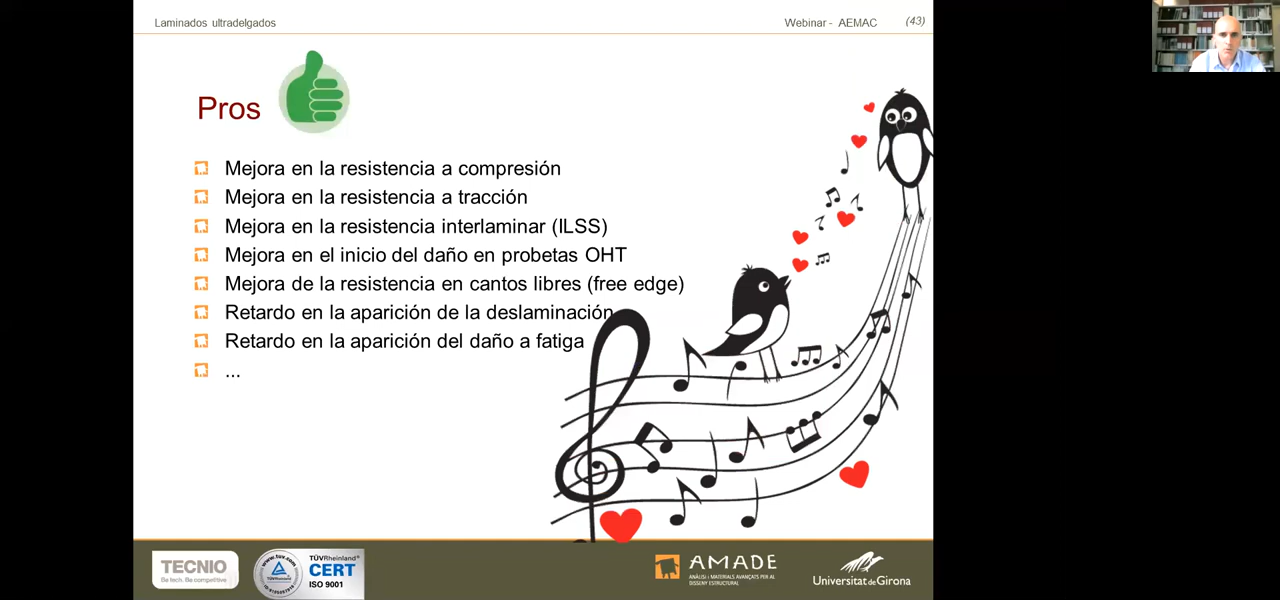 Laminados ultradelgados
Webinar - AEMAC
(43)
Pros
Mejora en la resistencia a compresión
Mejora en la resistencia a tracción
Mejora en la resistencia interlaminar (ILSS)
Mejora en el inicio del daño en probetas OHT
Mejora de la resistencia en cantos libres (free edge)
Retardo en la aparición de la deslaminación
Retardo en la aparición del daño a fatiga
...
TECNIO
Be tech. Be competitive
TÜVRheinland®
CERT
ISO 9001
AMADE
ANÀLISI I MATERIALS AVANÇATS PER AL
DISSENY ESTRUCTURAL
Universitat de Girona